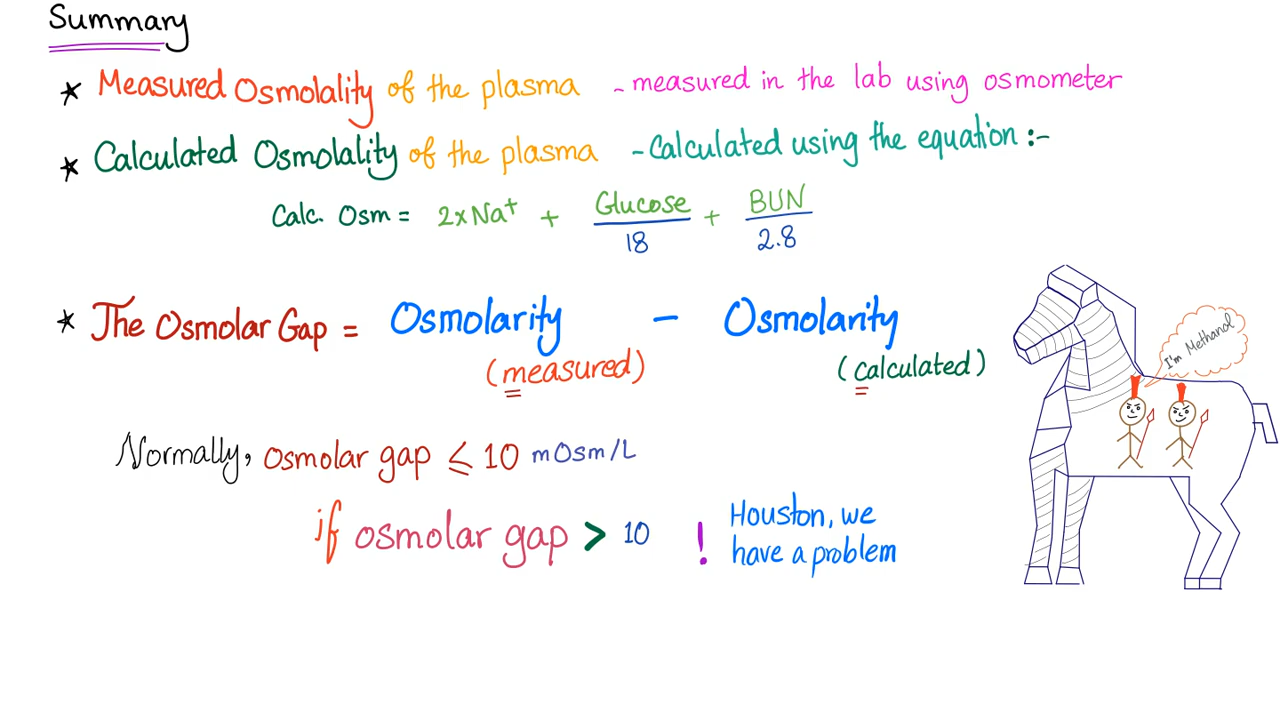 Summary
★ Measured Osmolality of the plasma - measured in the lab using osmometer
★ Calculated Osmolality of the plasma - Calculated using the equation :-
Calc. Osm = 2xNa+ + Glucose/18 + BUN/2.8
★ The Osmolar Gap = Osmolarity - Osmolarity
(measured) (calculated)
I'm Methanol
Normally, osmolar gap ≤ 10 mOsm/L
if osmolar gap > 10 ! Houston, we
have a problem